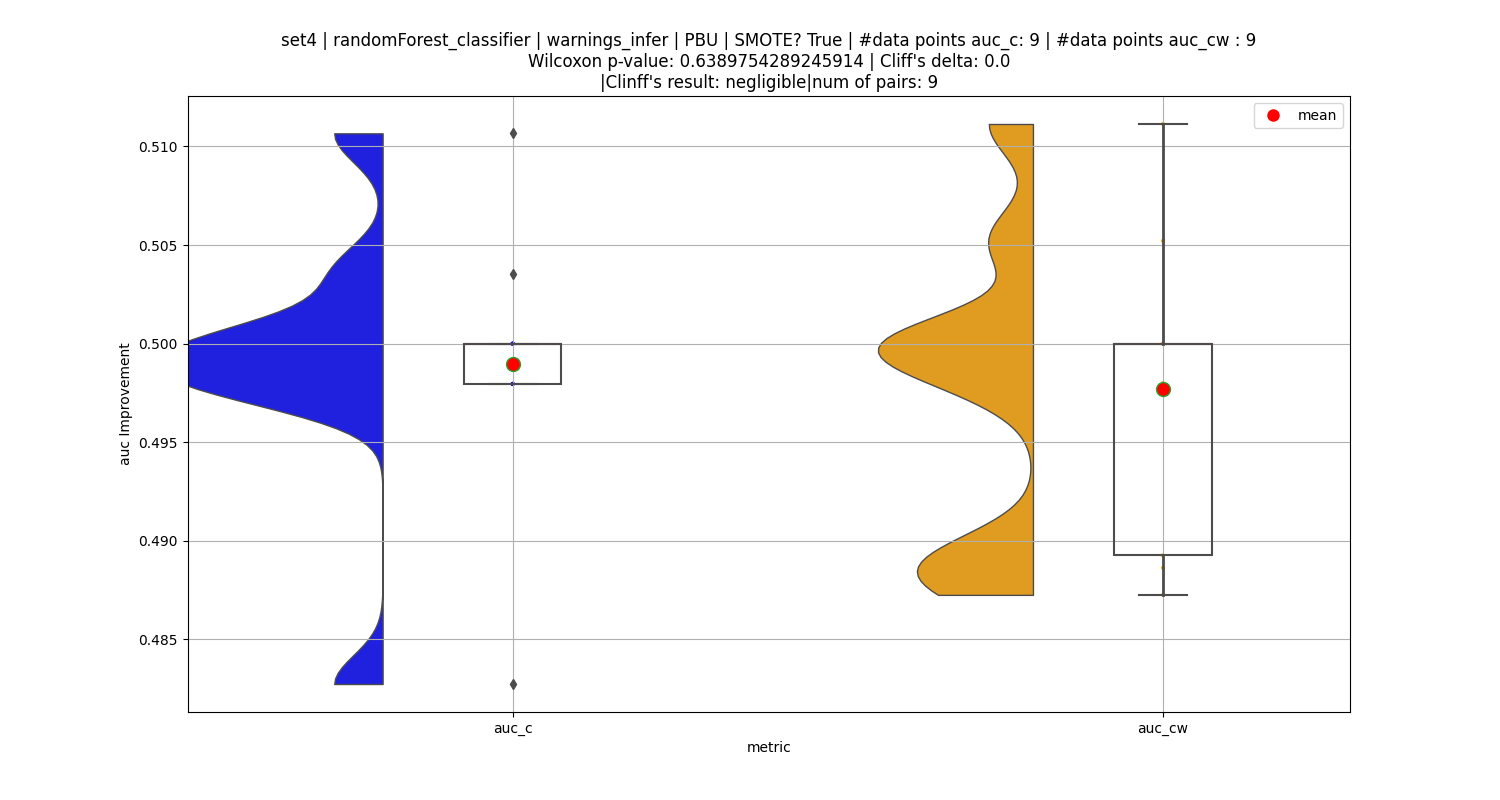 set4 | randomForest_classifier | warnings_infer | PBU | SMOTE? True | #data points auc_c: 9 | #data points auc_cw : 9
Wilcoxon p-value: 0.6389754289245914 | Cliff's delta: 0.0
|Clinff's result: negligible|num of pairs: 9
mean
0.510
0.505
0.500
0.495
0.490
0.485
auc Improvement
auc_c
auc_cw
metric